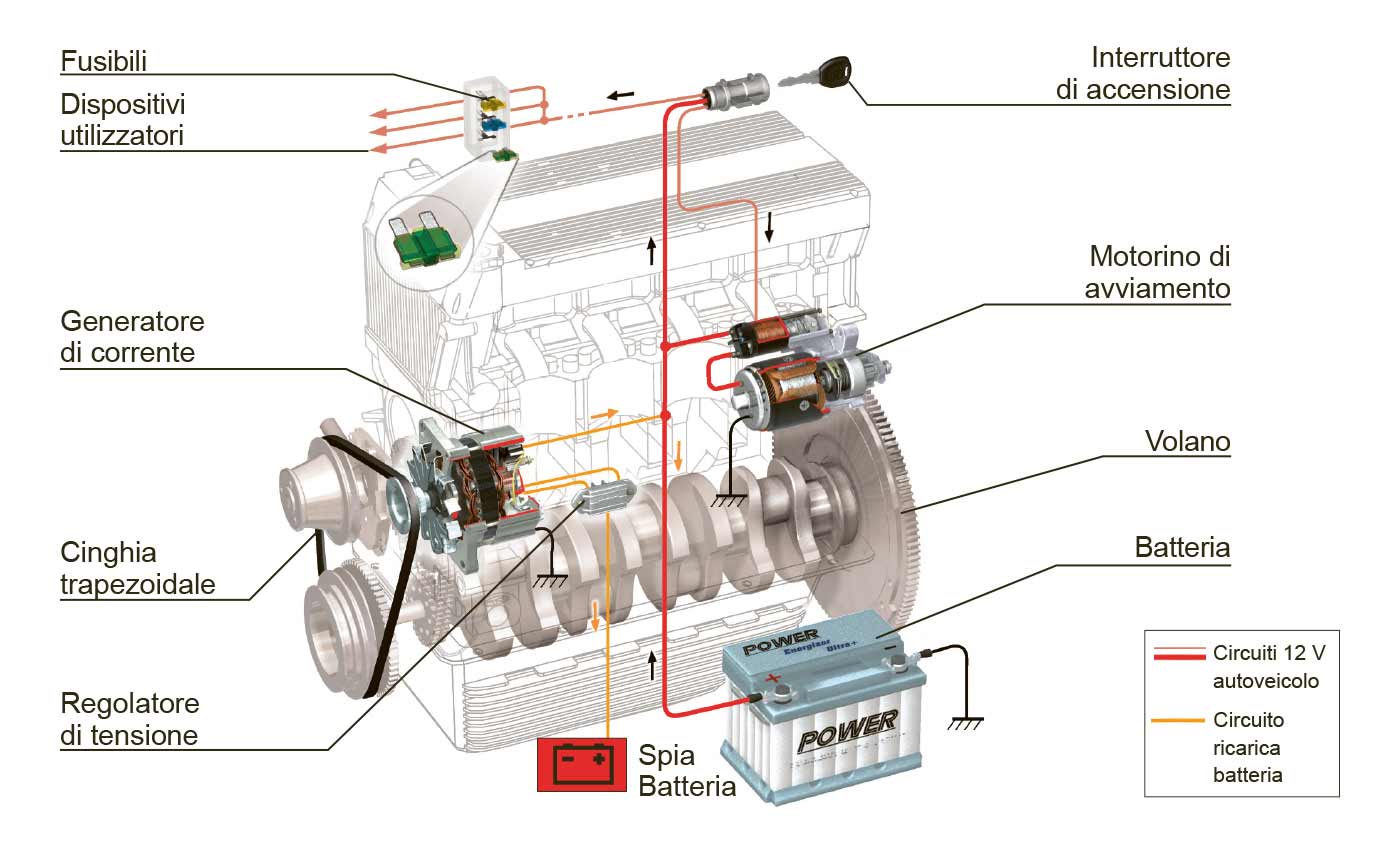 Fusibili
Dispositivi
utilizzatori
Interruttore
di accensione
Motorino di
avviamento
Generatore
di corrente
Volano
Cinghia
trapezoidale
Batteria
POWER
Energizer
Ultra+
+
−
POWER
Regolatore
di tensione
Spia
Batteria
Circuiti 12 V
autoveicolo
Circuito
ricarica
batteria